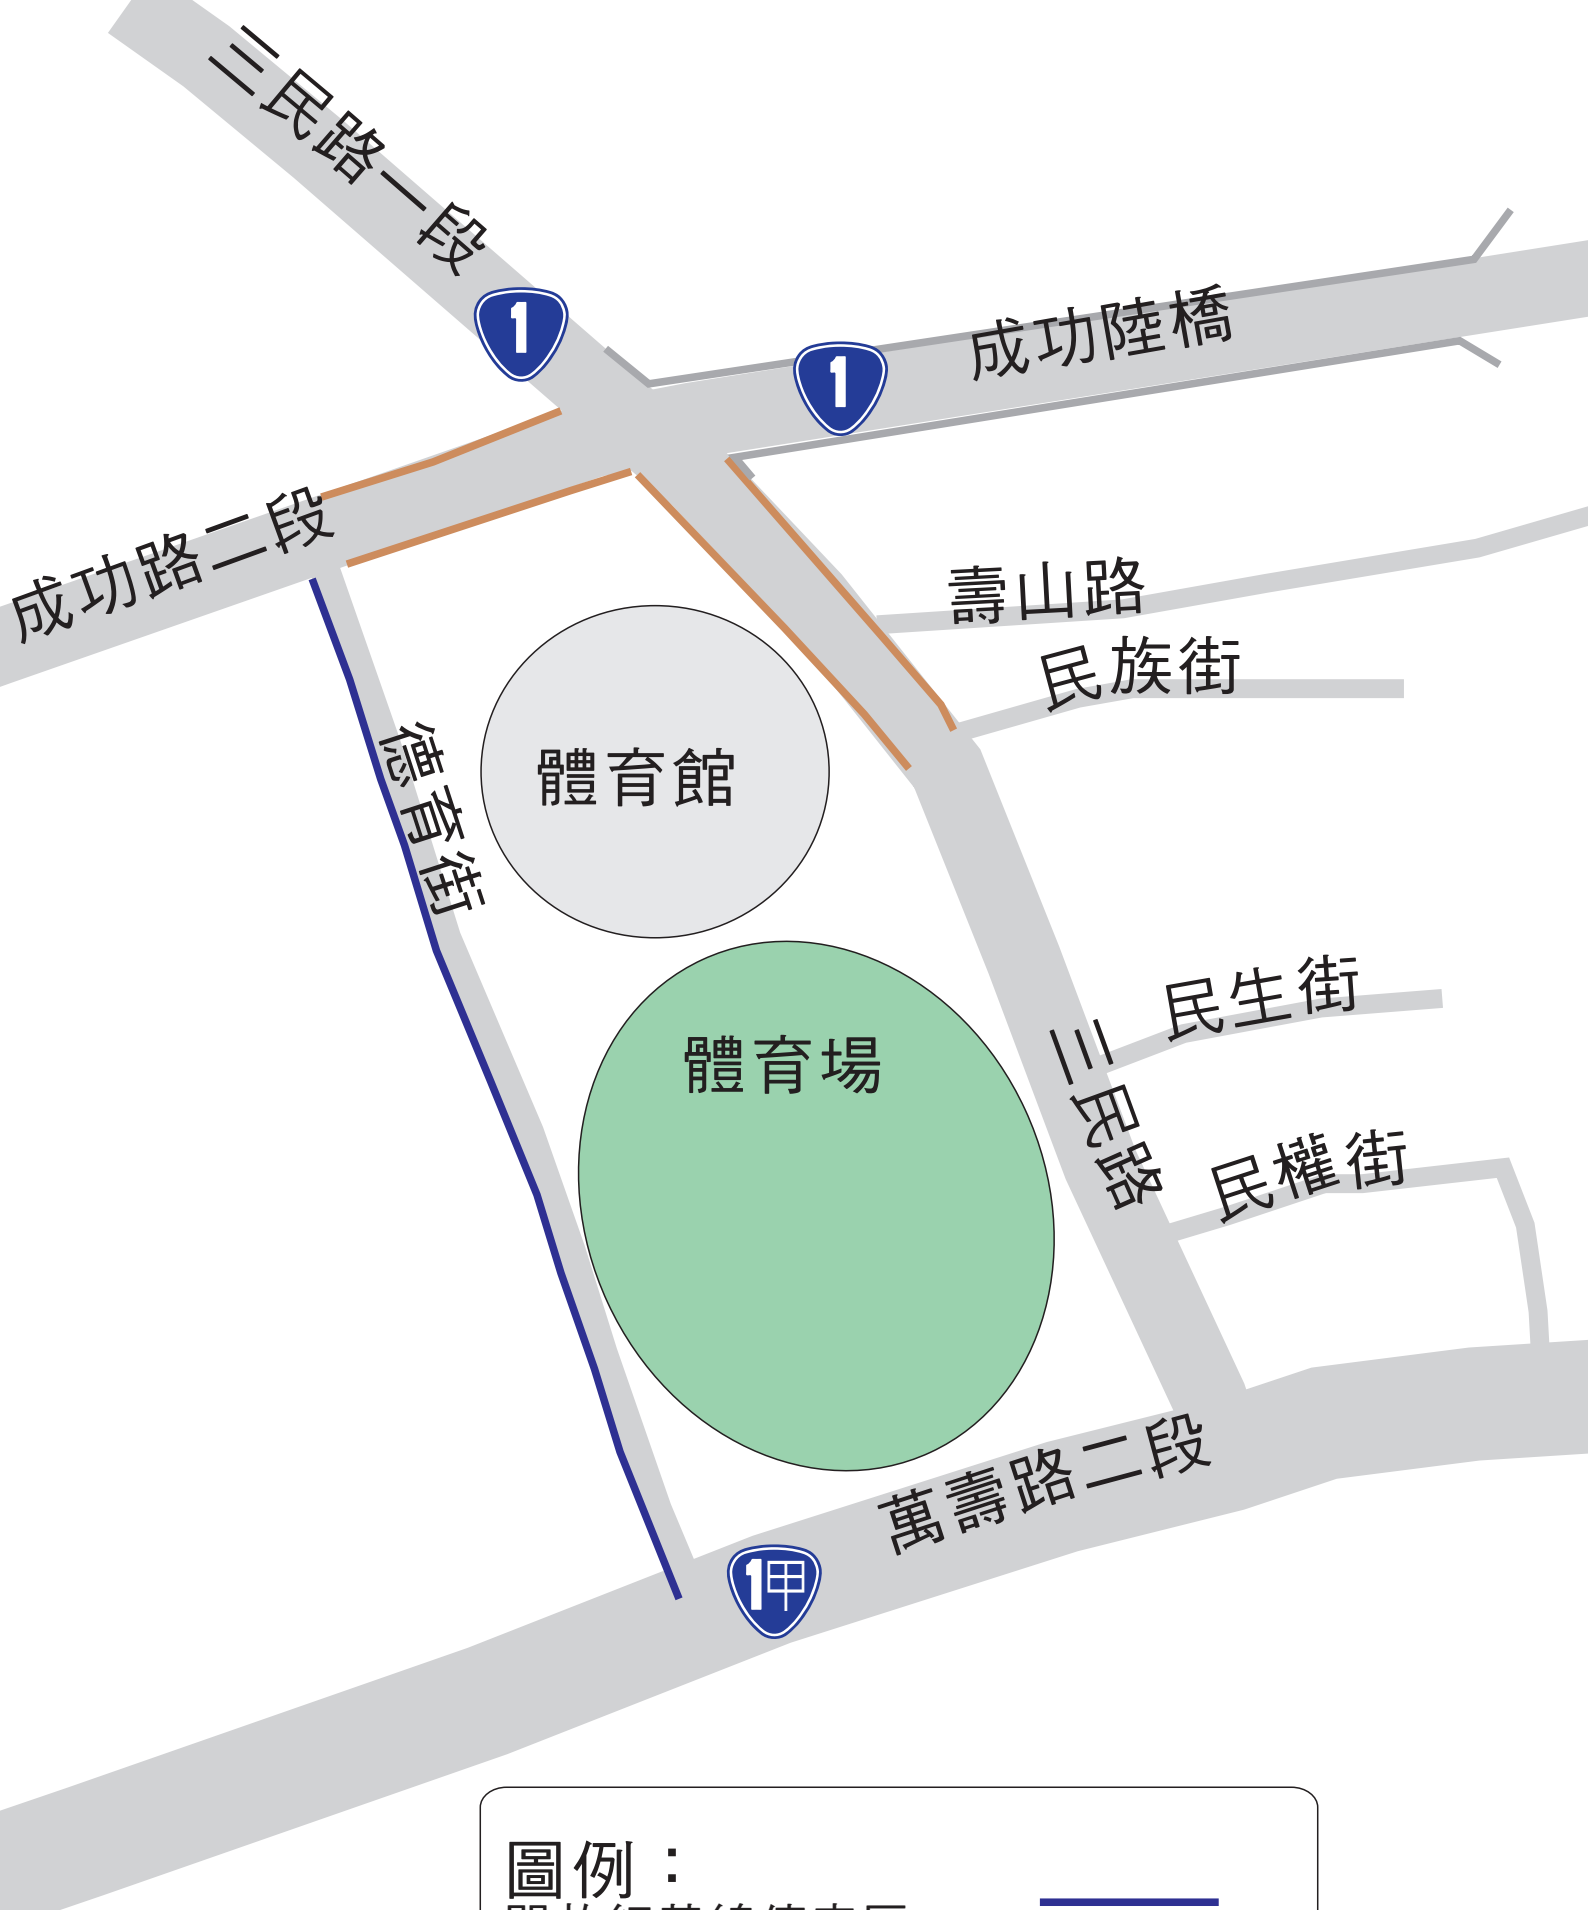 三民路一段
1
1
成功陸橋
成功路二段
壽山路
民族街
德育街
體育館
民生街
體育場
三民路
民權街
萬壽路二段
1甲
圖例：